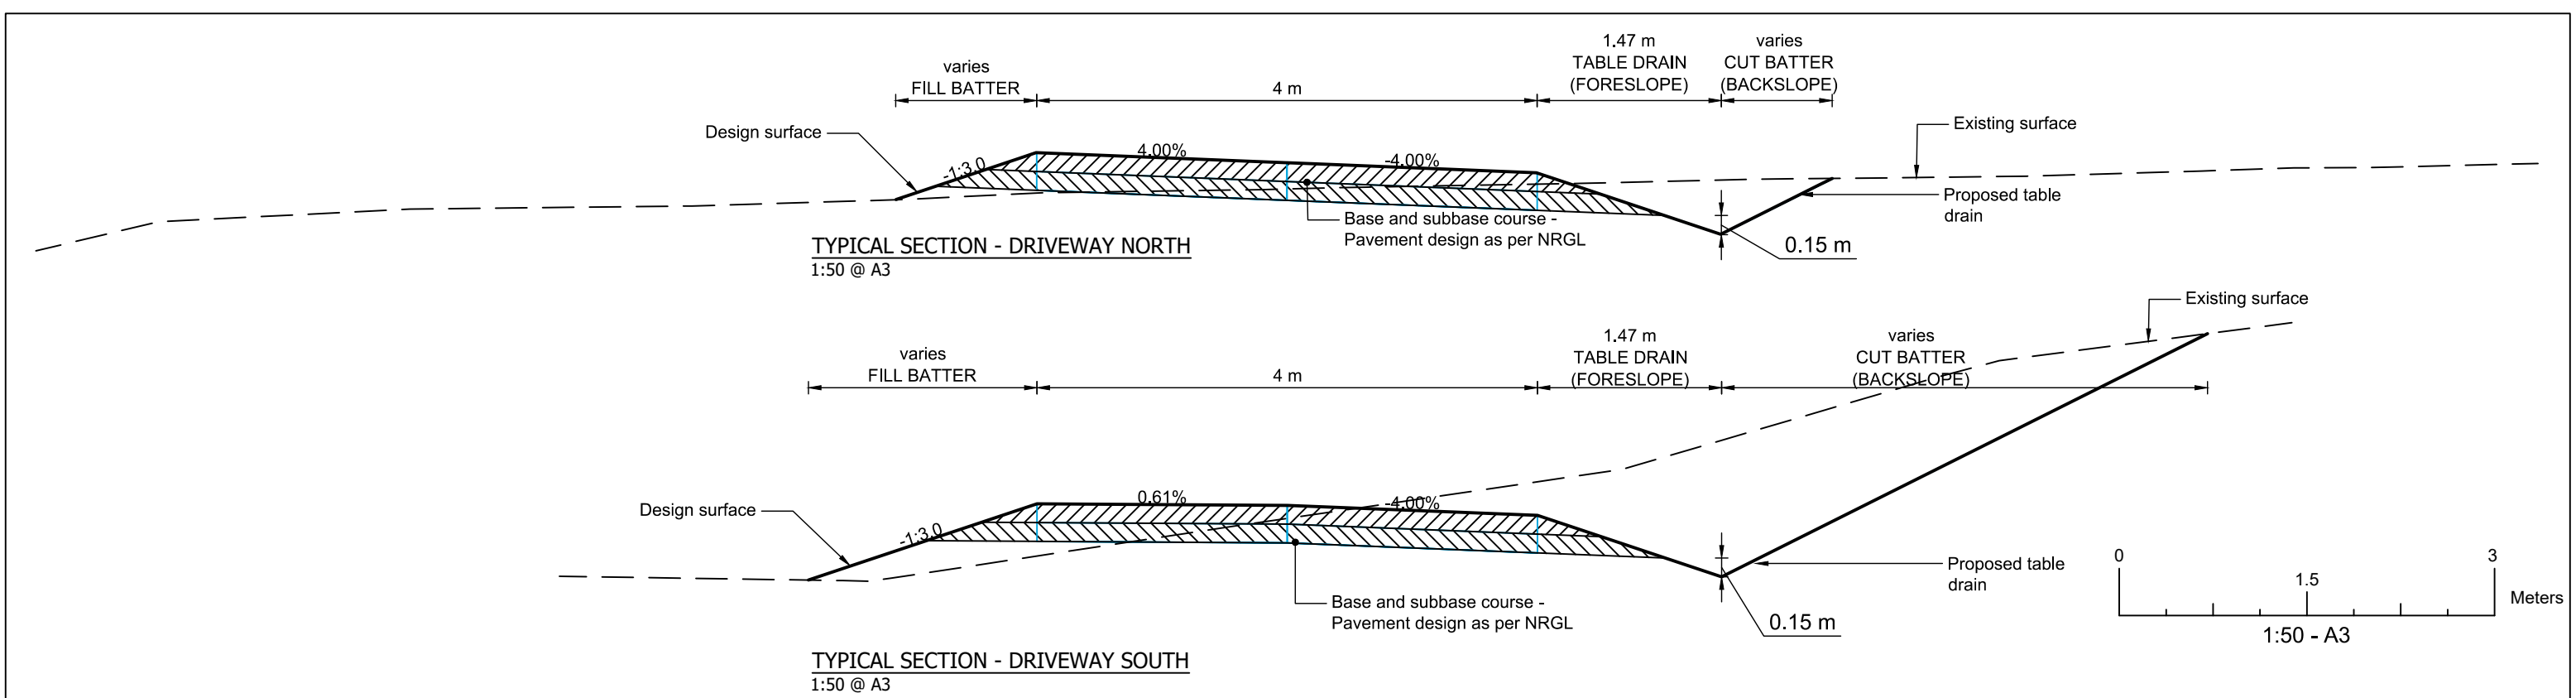 varies
FILL BATTER
4 m
1.47 m
TABLE DRAIN
(FORESLOPE)
varies
CUT BATTER
(BACKSLOPE)
Design surface
Existing surface
-1:3.0
4.00%
-4.00%
Proposed table
drain
Base and subbase course -
Pavement design as per NRGL
0.15 m
TYPICAL SECTION - DRIVEWAY NORTH
1:50 @ A3
Existing surface
varies
FILL BATTER
4 m
1.47 m
TABLE DRAIN
(FORESLOPE)
varies
CUT BATTER
(BACKSLOPE)
Design surface
-1:3.0
0.61%
-4.00%
Proposed table
drain
Base and subbase course -
Pavement design as per NRGL
0.15 m
TYPICAL SECTION - DRIVEWAY SOUTH
1:50 @ A3
0
1.5
3
Meters
1:50 - A3